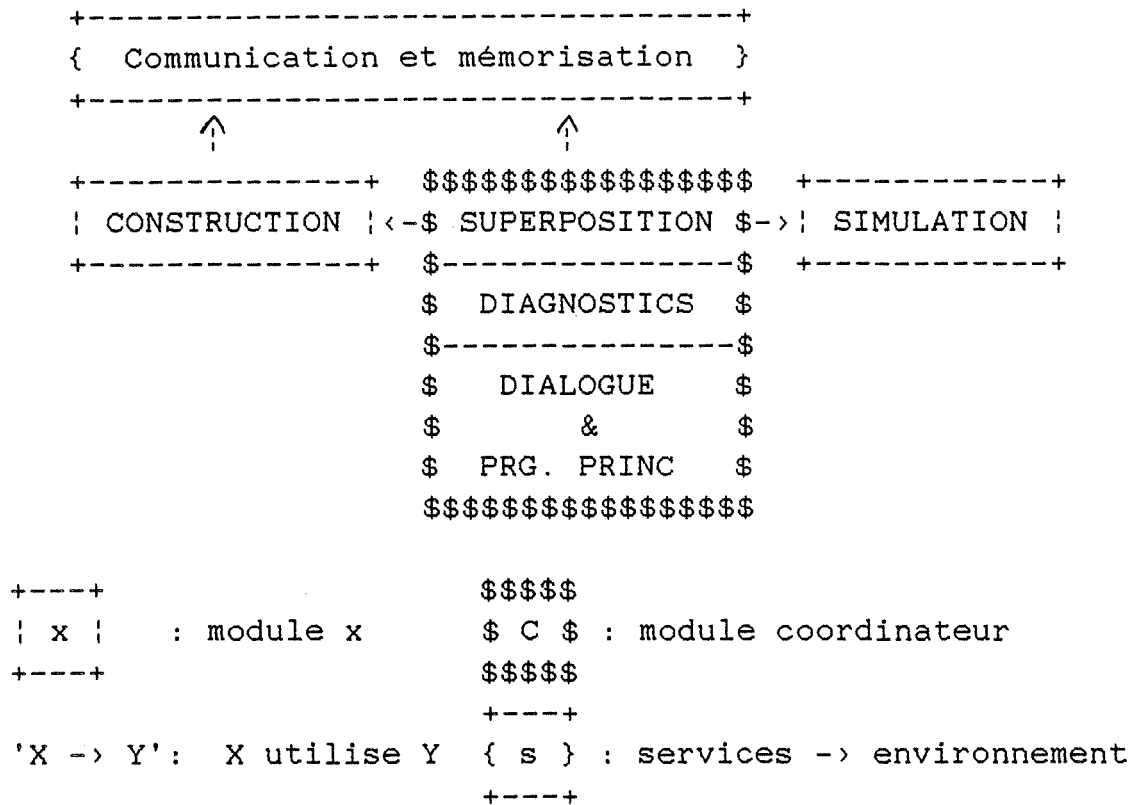 +---------------------------------+
{  Communication et mémorisation  }
+---------------------------------+
^ ^
+---------------+  $$$$$$$$$$$$$$$$$  +------------+
¦ CONSTRUCTION ¦<-$ SUPERPOSITION $->¦ SIMULATION ¦
+---------------+  $---------------$  +------------+
$  DIAGNOSTICS  $
$---------------$
$   DIALOGUE    $
$       &       $
$  PRG. PRINC   $
$$$$$$$$$$$$$$$$$
+---+ $$$$$
¦ x ¦   : module x   $ C $ : module coordinateur
+---+ $$$$$
+---+
'X -> Y':  X utilise Y  { s } : services -> environnement
+---+